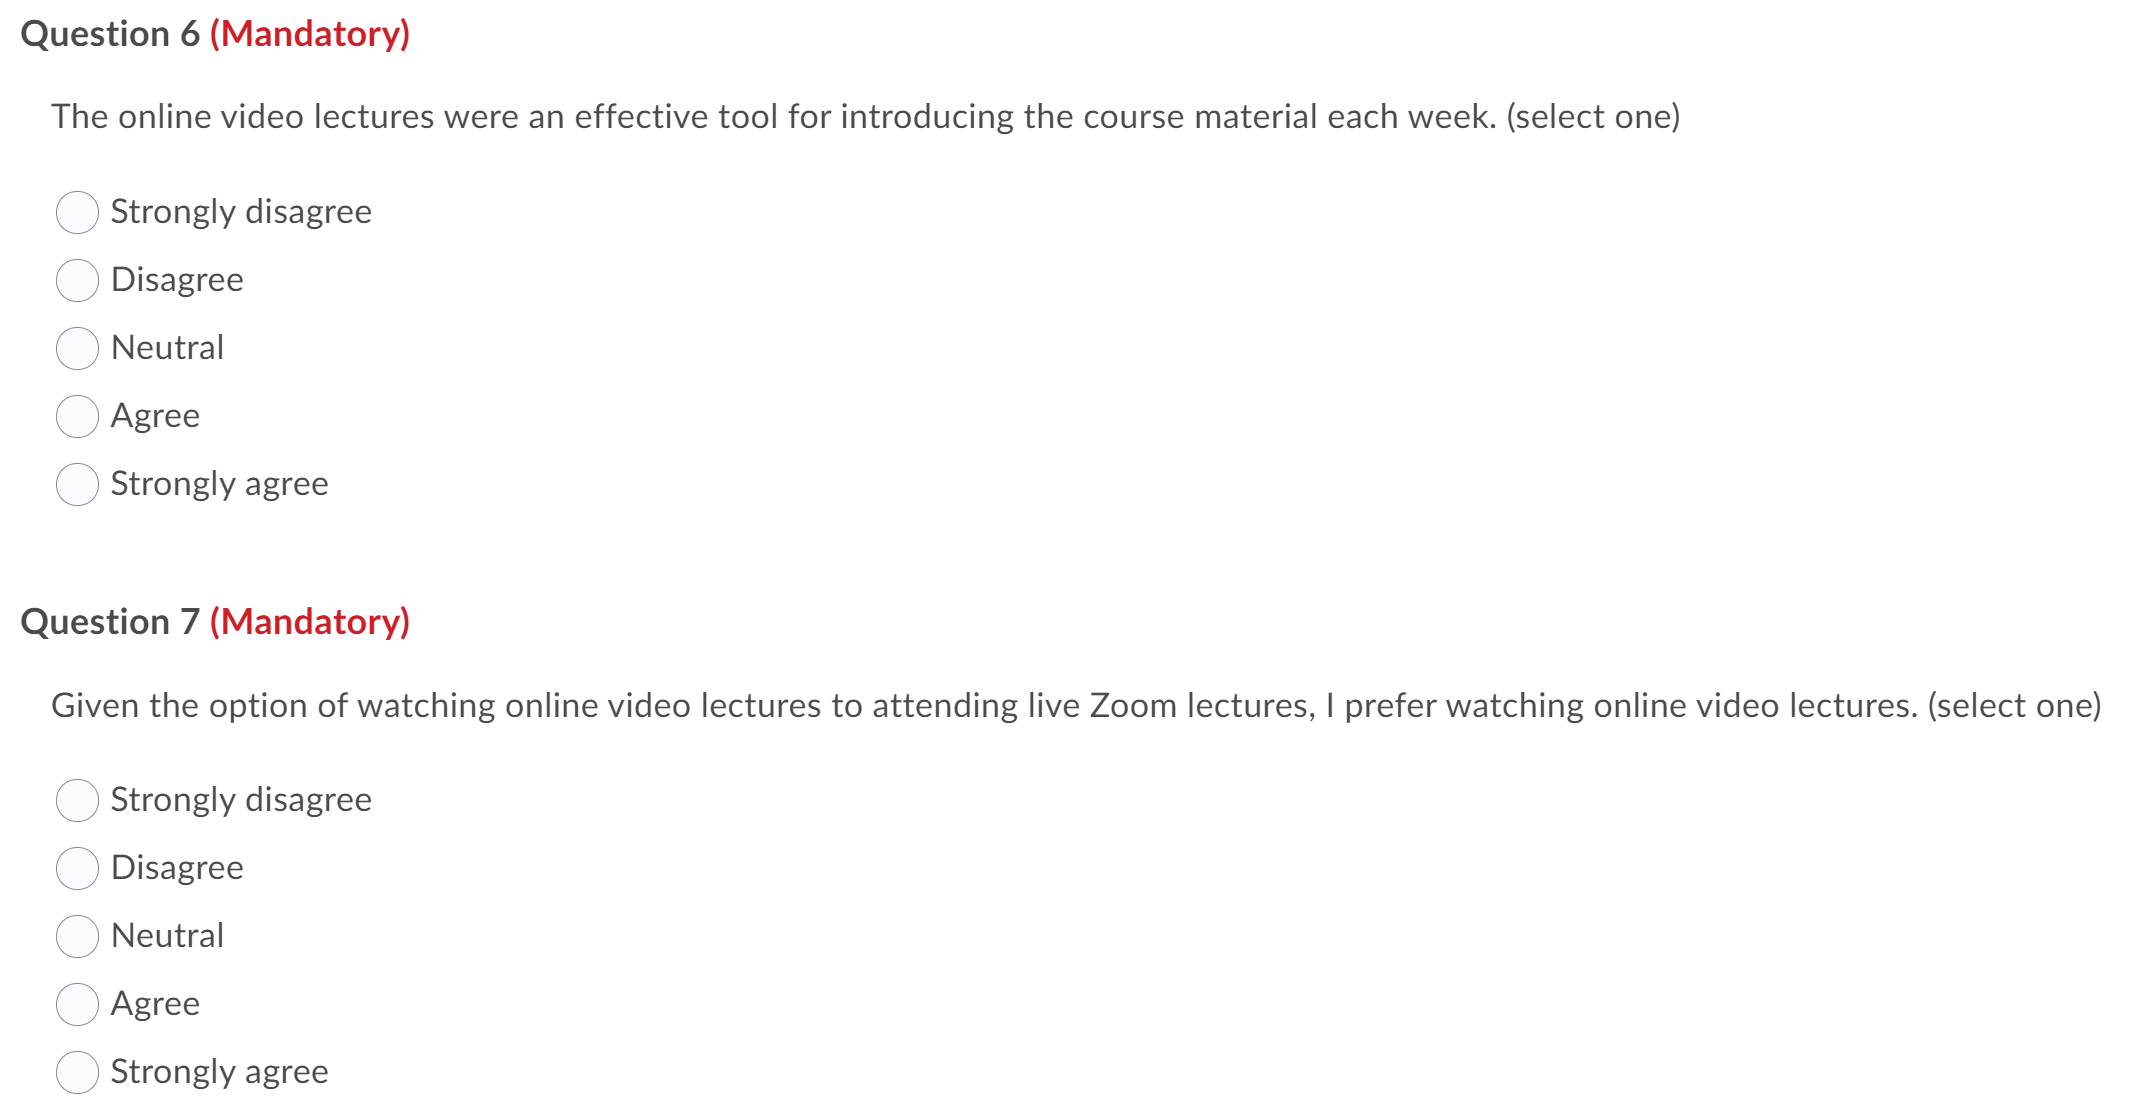 Question 6 (Mandatory)
The online video lectures were an effective tool for introducing the course material each week. (select one)
Strongly disagree
Disagree
Neutral
Agree
Strongly agree
Question 7 (Mandatory)
Given the option of watching online video lectures to attending live Zoom lectures, I prefer watching online video lectures. (select one)
Strongly disagree
Disagree
Neutral
Agree
Strongly agree